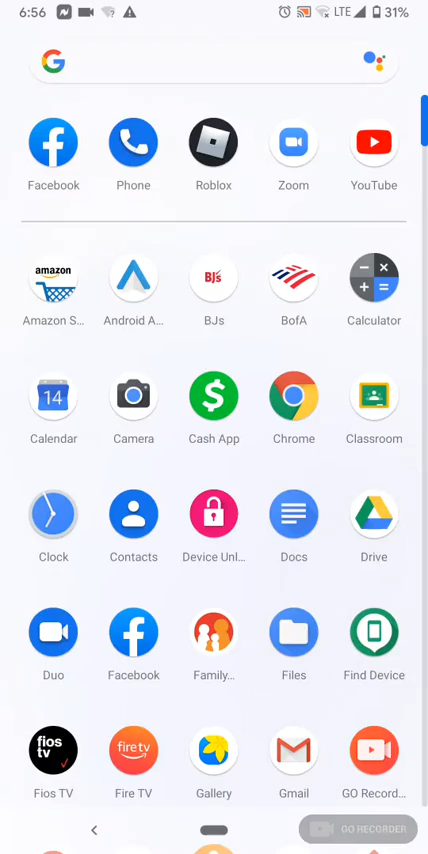 6:56 LTE 31%
Facebook Phone Roblox Zoom YouTube
amazon BJs
Amazon S... Android A... BJs BofA Calculator
14 $
Calendar Camera Cash App Chrome Classroom
Clock Contacts Device Unl... Docs Drive
Duo Facebook Family... Files Find Device
fios tv fire tv
Fios TV Fire TV Gallery Gmail GO Record...
GO RECORDER